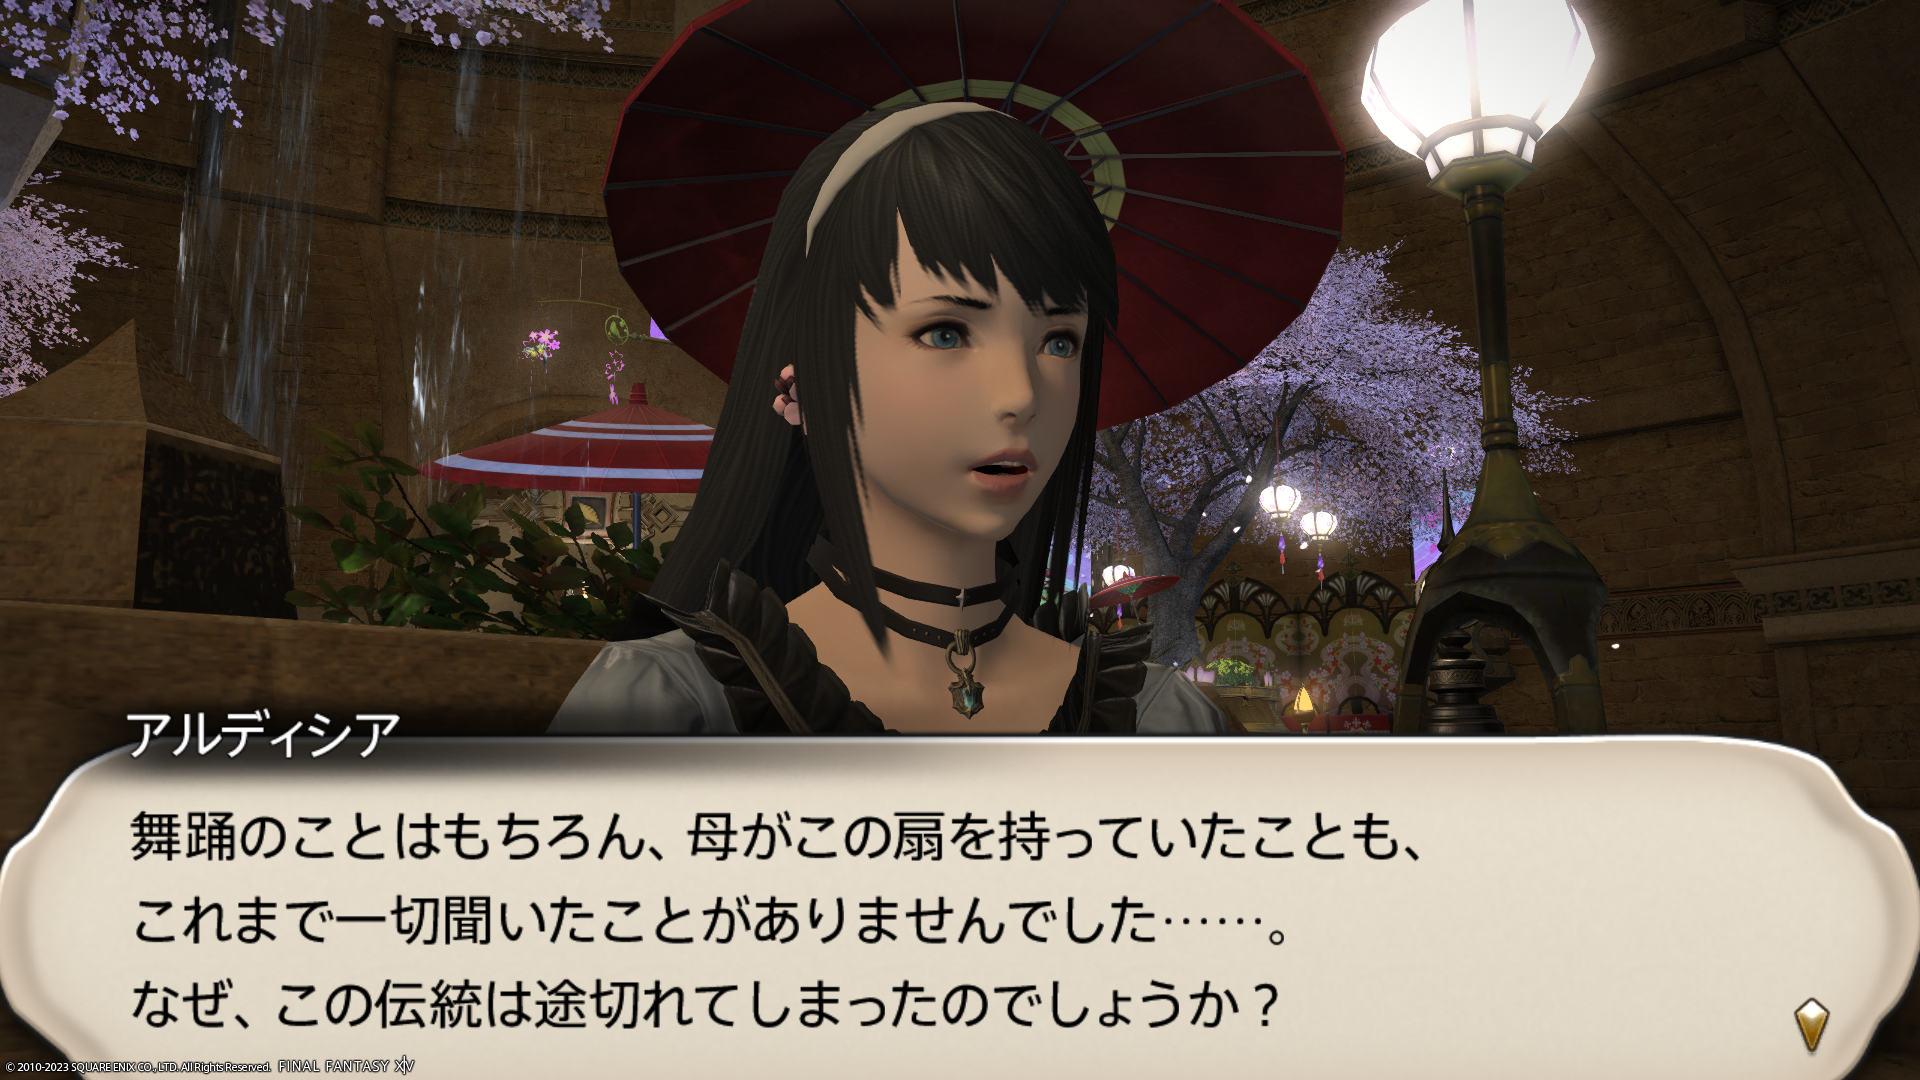 アルディシア
舞踊のことはもちろん、母がこの扇を持っていたことも、
これまで一切聞いたことがありませんでした……。
なぜ、この伝統は途切れてしまったのでしょうか？
© 2010-2023 SQUARE ENIX CO., LTD. All Rights Reserved. FINAL FANTASY XIV